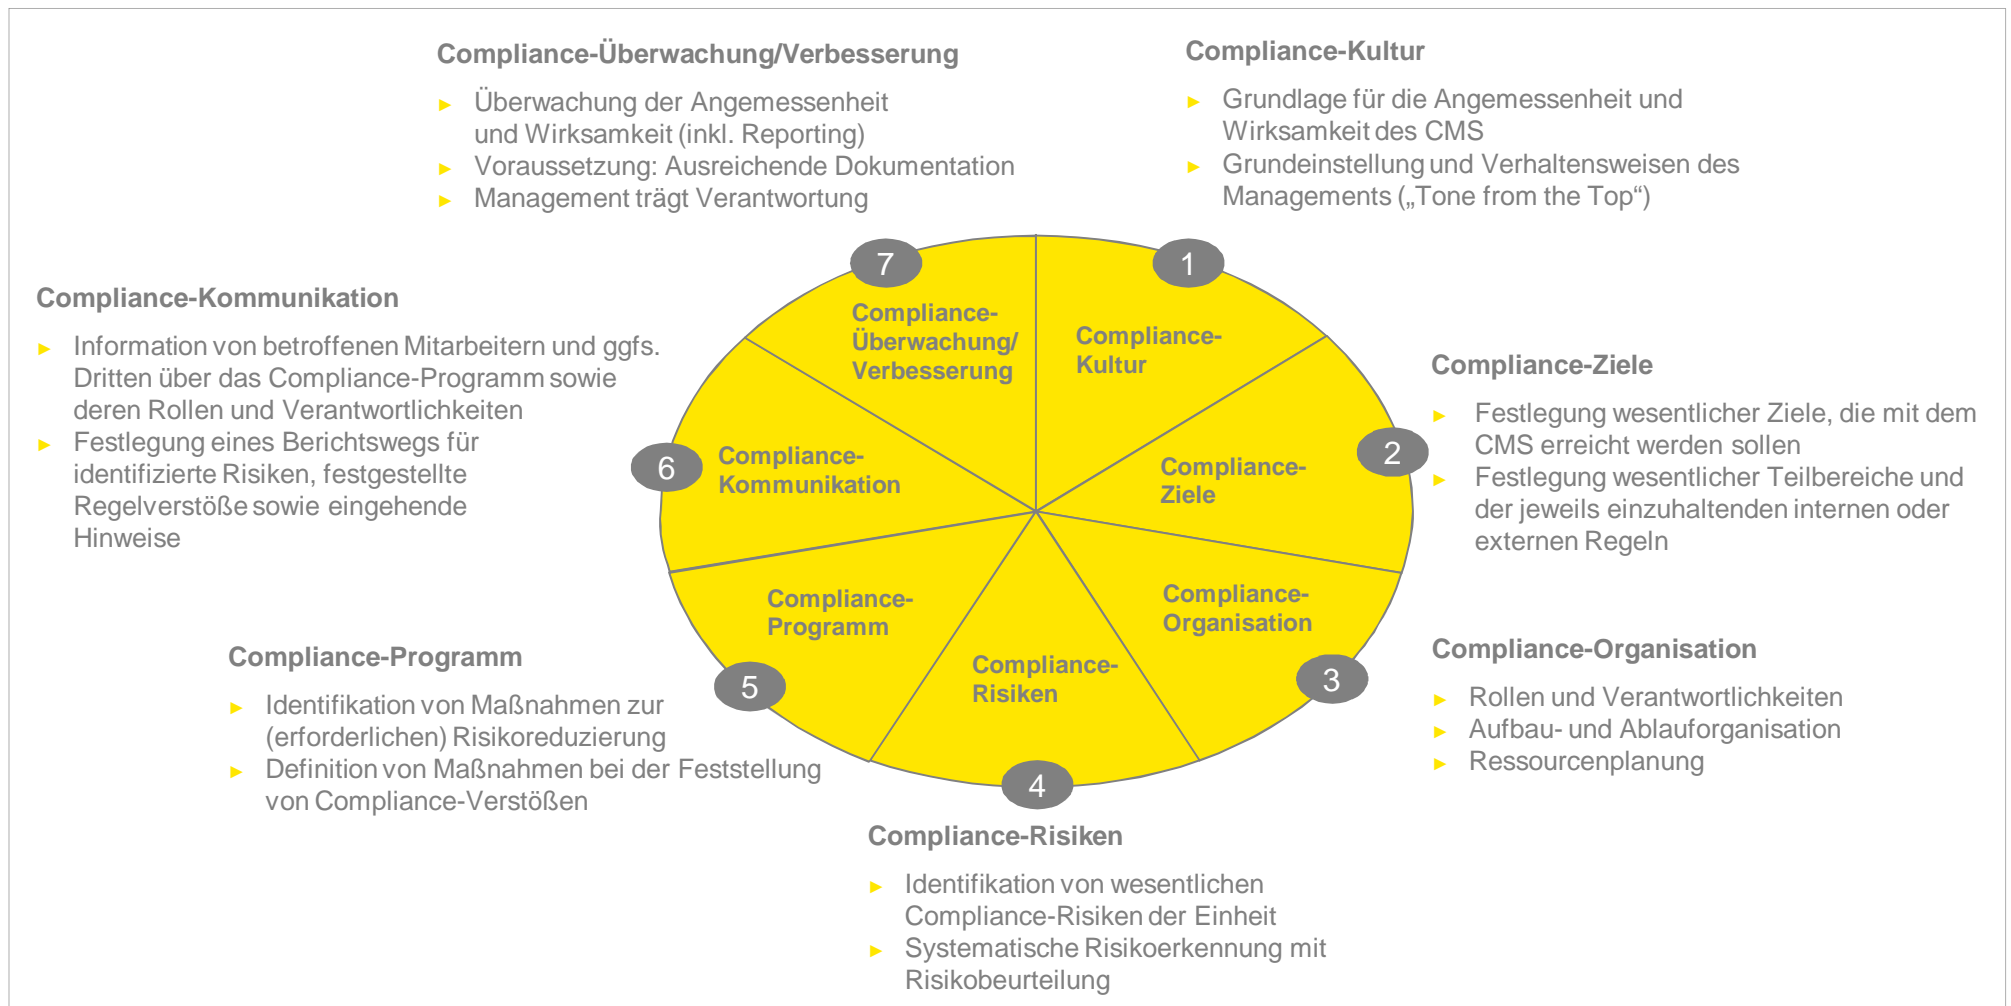 Compliance-Überwachung/Verbesserung
► Überwachung der Angemessenheit
und Wirksamkeit (inkl. Reporting)
► Voraussetzung: Ausreichende Dokumentation
► Management trägt Verantwortung
Compliance-Kultur
► Grundlage für die Angemessenheit und
Wirksamkeit des CMS
► Grundeinstellung und Verhaltensweisen des
Managements („Tone from the Top“)
Compliance-Kommunikation
► Information von betroffenen Mitarbeitern und ggfs.
Dritten über das Compliance-Programm sowie
deren Rollen und Verantwortlichkeiten
► Festlegung eines Berichtswegs für
identifizierte Risiken, festgestellte
Regelverstöße sowie eingehende
Hinweise
7
Compliance-
Überwachung/
Verbesserung
1
Compliance-
Kultur
6
Compliance-
Kommunikation
2
Compliance-
Ziele
Compliance-Ziele
► Festlegung wesentlicher Ziele, die mit dem
CMS erreicht werden sollen
► Festlegung wesentlicher Teilbereiche und
der jeweils einzuhaltenden internen oder
externen Regeln
5
Compliance-
Programm
4
Compliance-
Risiken
3
Compliance-
Organisation
Compliance-Programm
► Identifikation von Maßnahmen zur
(erforderlichen) Risikoreduzierung
► Definition von Maßnahmen bei der Feststellung
von Compliance-Verstößen
Compliance-Organisation
► Rollen und Verantwortlichkeiten
► Aufbau- und Ablauforganisation
► Ressourcenplanung
Compliance-Risiken
► Identifikation von wesentlichen
Compliance-Risiken der Einheit
► Systematische Risikoerkennung mit
Risikobeurteilung